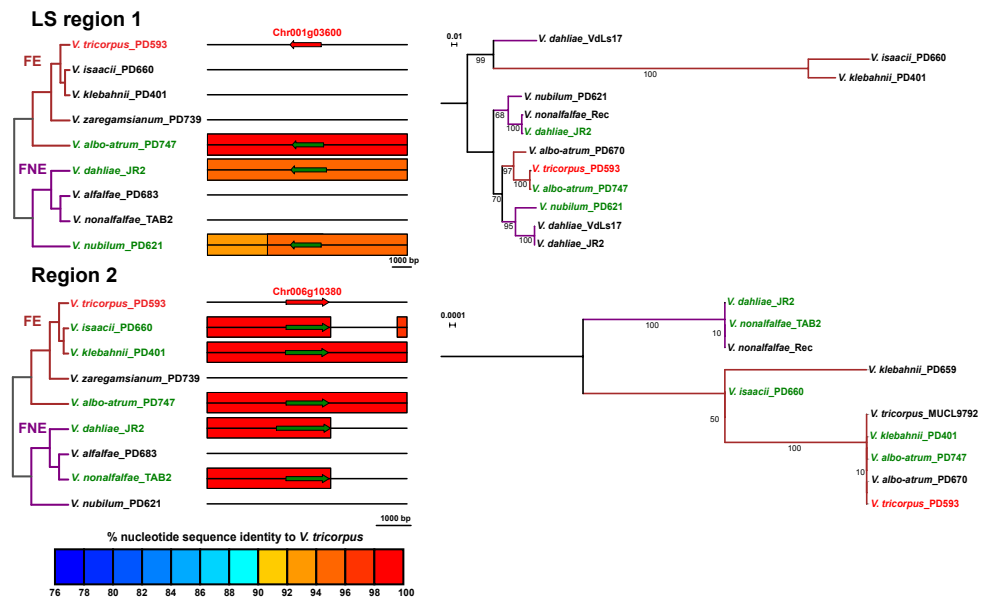 LS region 1
Chr001g03600
V. tricorpus_PD593
FE
V. isaacii_PD660
V. klebahnii_PD401
V. zaregamsianum_PD739
V. albo-atrum_PD747
FNE
V. dahliae_JR2
V. alfalfae_PD683
V. nonalfalfae_TAB2
V. nubilum_PD621
1000 bp
0.01
V. dahliae_VdLs17
99
V. isaacii_PD660
100
V. klebahnii_PD401
V. nubilum_PD621
68
V. nonalfalfae_Rec
100
V. dahliae_JR2
V. albo-atrum_PD670
97
V. tricorpus_PD593
100
V. albo-atrum_PD747
70
V. nubilum_PD621
95
V. dahliae_VdLs17
100
V. dahliae_JR2
Region 2
Chr006g10380
V. tricorpus_PD593
FE
V. isaacii_PD660
V. klebahnii_PD401
V. zaregamsianum_PD739
V. albo-atrum_PD747
FNE
V. dahliae_JR2
V. alfalfae_PD683
V. nonalfalfae_TAB2
V. nubilum_PD621
1000 bp
0.0001
V. dahliae_JR2
100
10
V. nonalfalfae_TAB2
V. nonalfalfae_Rec
V. klebahnii_PD659
V. isaacii_PD660
50
V. tricorpus_MUCL9792
V. klebahnii_PD401
100
V. albo-atrum_PD747
10
V. albo-atrum_PD670
V. tricorpus_PD593
% nucleotide sequence identity to V. tricorpus
76 78 80 82 84 86 88 90 92 94 96 98 100